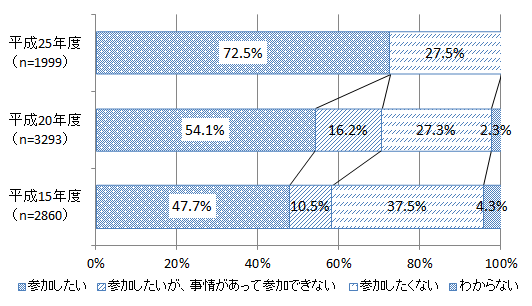 平成25年度
(n=1999)
72.5% 27.5%
平成20年度
(n=3293)
54.1% 16.2% 27.3% 2.3%
平成15年度
(n=2860)
47.7% 10.5% 37.5% 4.3%
0% 20% 40% 60% 80% 100%
参加したい 参加したいが、事情があって参加できない 参加したくない わからない